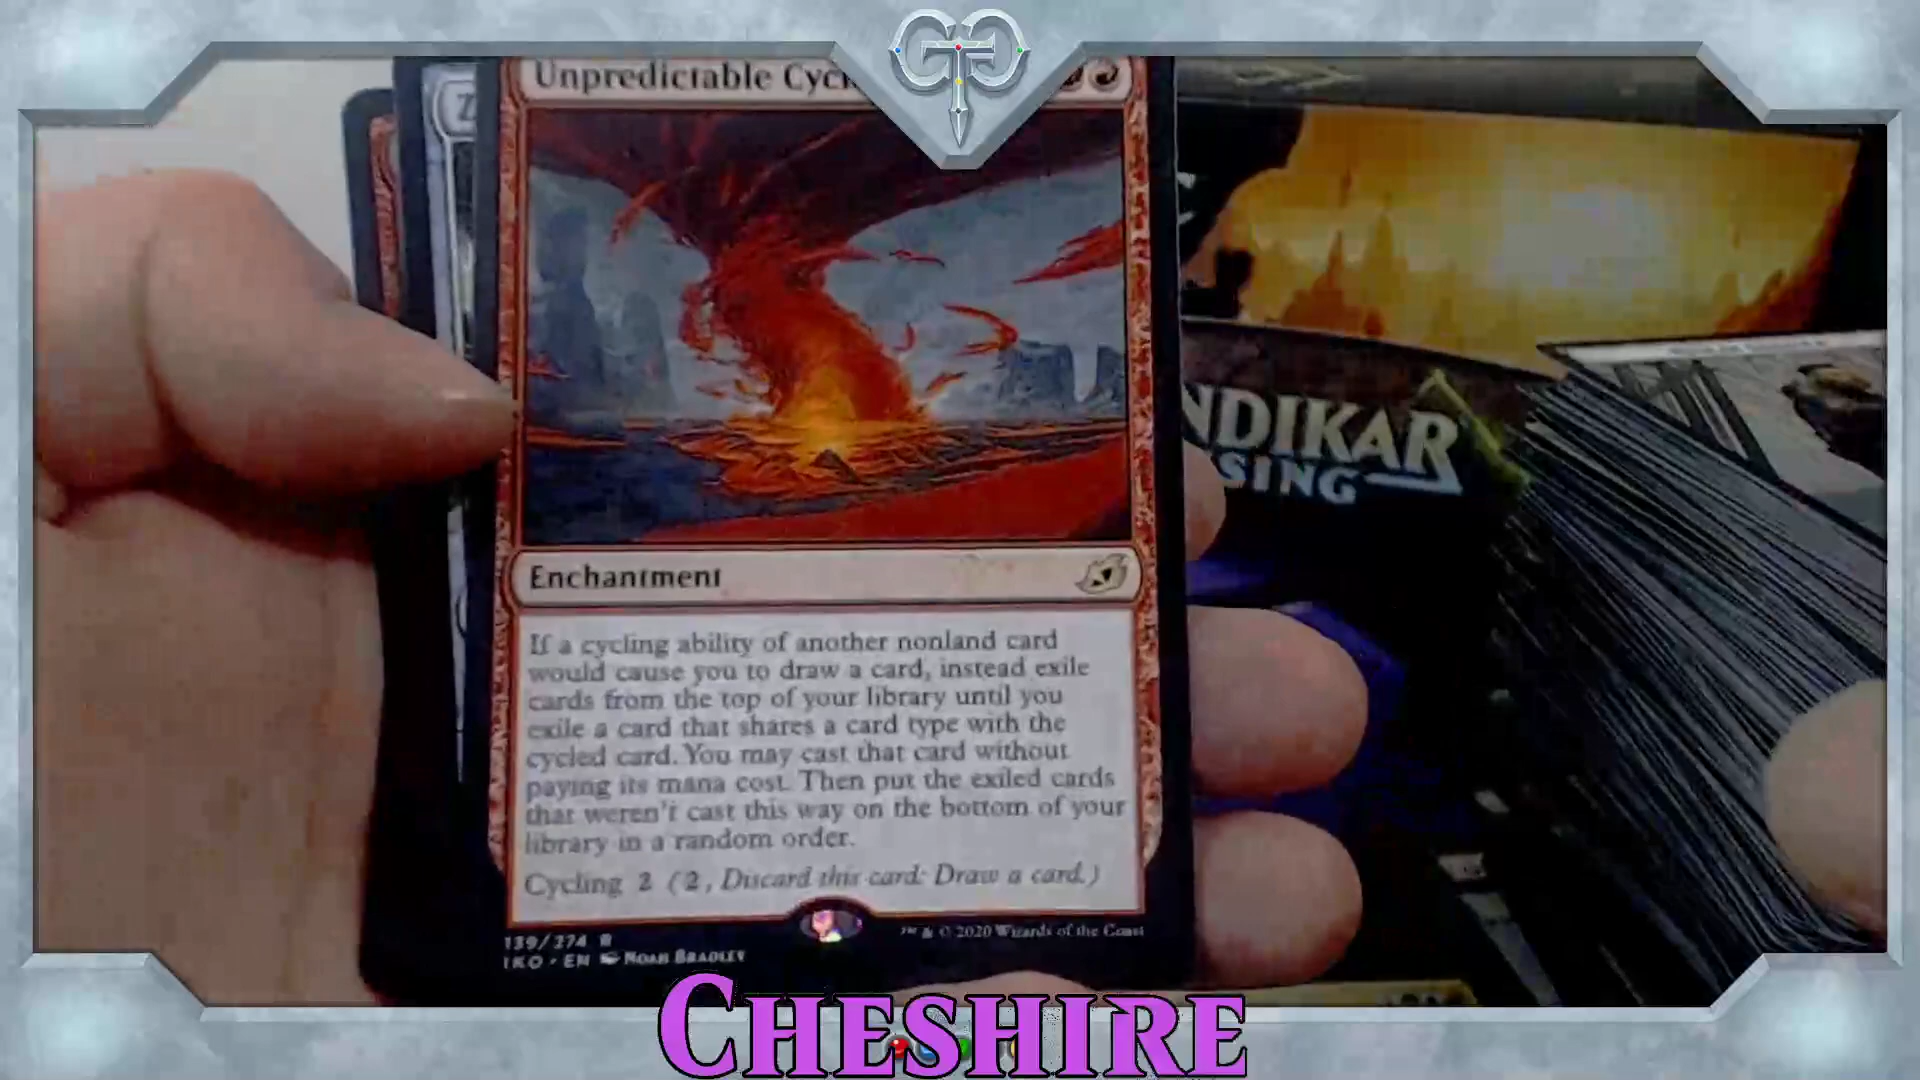 Unpredictable Cyc
Enchantment
If a cycling ability of another nonland card
would cause you to draw a card, instead exile
cards from the top of your library until you
exile a card that shares a card type with the
cycled card. You may cast that card without
paying its mana cost. Then put the exiled cards
that weren't cast this way on the bottom of your
library in a random order.
Cycling 2 (2, Discard this card: Draw a card.)
139/274 R
IKO · EN NOAH BRADLEY
™ & © 2020 Wizards of the Coast
NDIKAR
SING
CHESHIRE